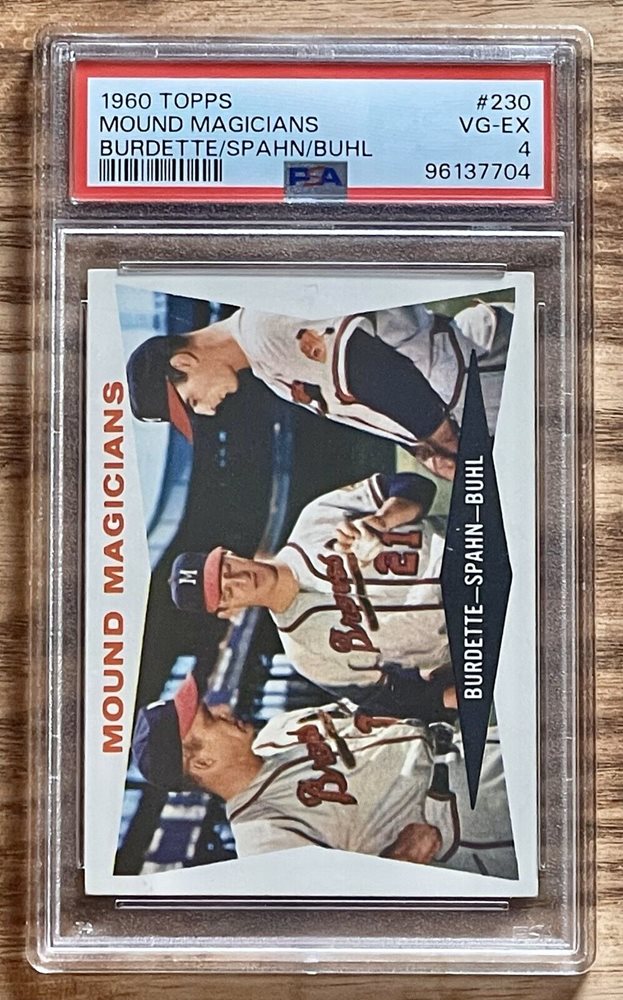 1960 TOPPS #230
MOUND MAGICIANS VG-EX
BURDETTE/SPAHN/BUHL 4
PSA 96137704
MOUND MAGICIANS
M
Braves
21
Braves
BURDETTE—SPAHN—BUHL